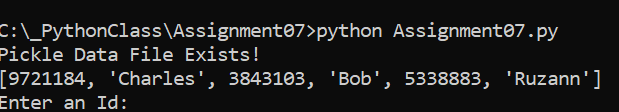 C:\_PythonClass\Assignment07>python Assignment07.py
Pickle Data File Exists!
[9721184, 'Charles', 3843103, 'Bob', 5338883, 'Ruzann']
Enter an Id: